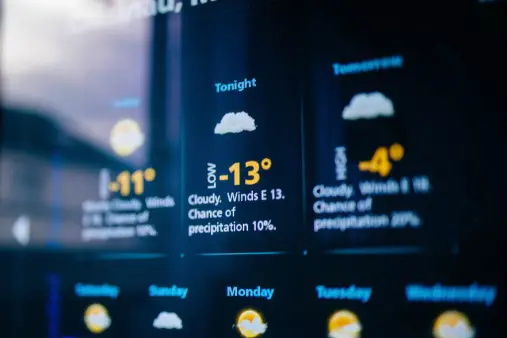 Tonight
LOW -13°
Cloudy. Winds E 13.
Chance of
precipitation 10%.
Tomorrow
HIGH -4°
Cloudy. Winds E 18.
Chance of
precipitation 20%.
-11°
Winds
E 13. Chance of
precipitation 10%.
Saturday
Sunday
Monday
Tuesday
Wednesday